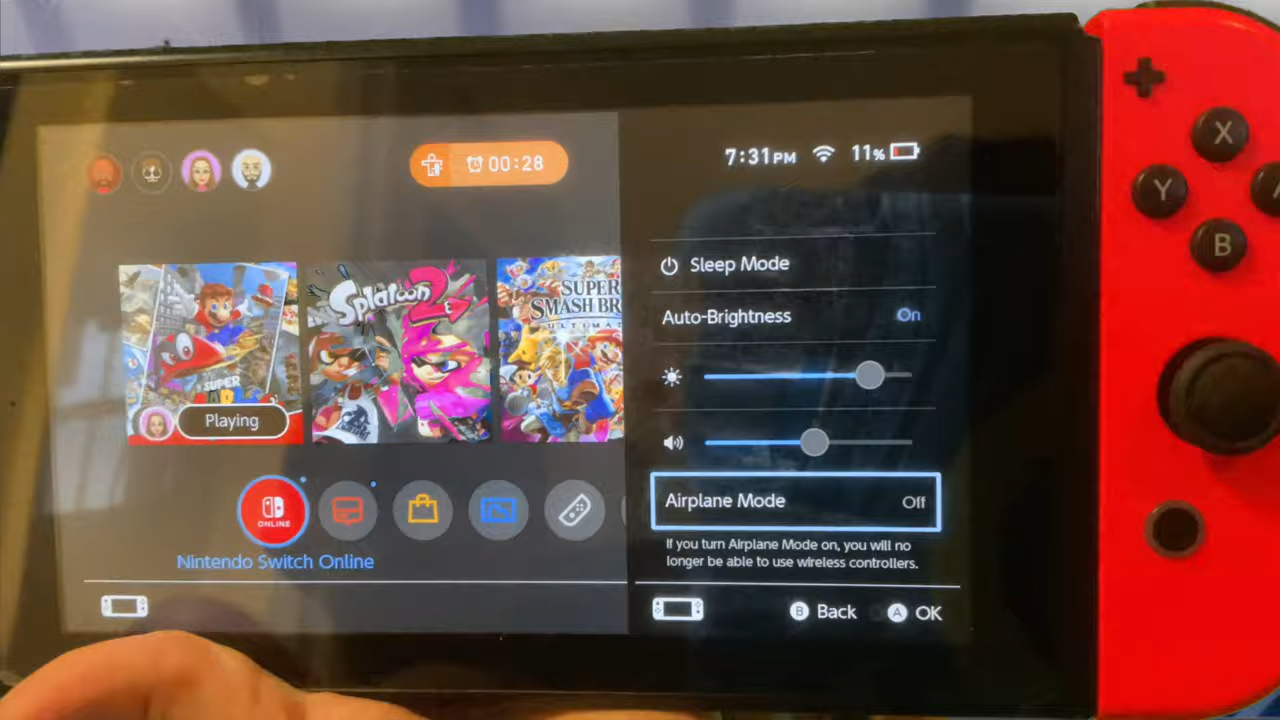 00:28
7:31PM 11%
Sleep Mode
Auto-Brightness On
Splatoon 2
SUPER
SMASH BR
ULTIMAT
SUPER
Playing
Airplane Mode Off
If you turn Airplane Mode on, you will no
longer be able to use wireless controllers.
ONLINE
Nintendo Switch Online
B Back A OK
X
Y
B